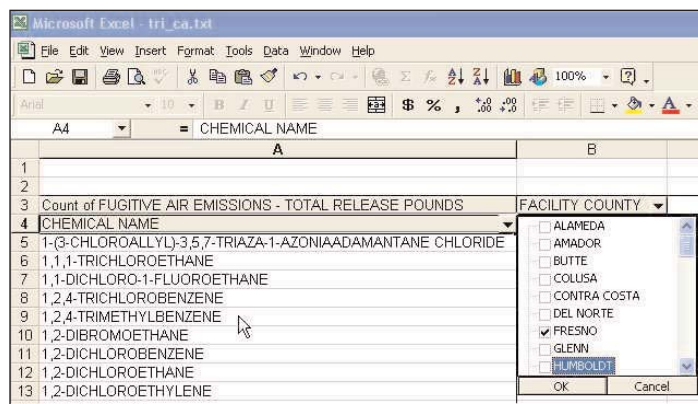 Microsoft Excel - tri_ca.txt
File Edit View Insert Format Tools Data Window Help
100%
Arial 10 B I U $ % ,
A4 = CHEMICAL NAME
A B
1
2
3 Count of FUGITIVE AIR EMISSIONS - TOTAL RELEASE POUNDS FACILITY COUNTY
4 CHEMICAL NAME
ALAMEDA
5 1-(3-CHLOROALLYL)-3,5,7-TRIAZA-1-AZONIAADAMANTANE CHLORIDE
AMADOR
6 1,1,1-TRICHLOROETHANE
BUTTE
7 1,1-DICHLORO-1-FLUOROETHANE
COLUSA
8 1,2,4-TRICHLOROBENZENE
CONTRA COSTA
9 1,2,4-TRIMETHYLBENZENE
DEL NORTE
10 1,2-DIBROMOETHANE
FRESNO
11 1,2-DICHLOROBENZENE
GLENN
12 1,2-DICHLOROETHANE
HUMBOLDT
13 1,2-DICHLOROETHYLENE
OK Cancel